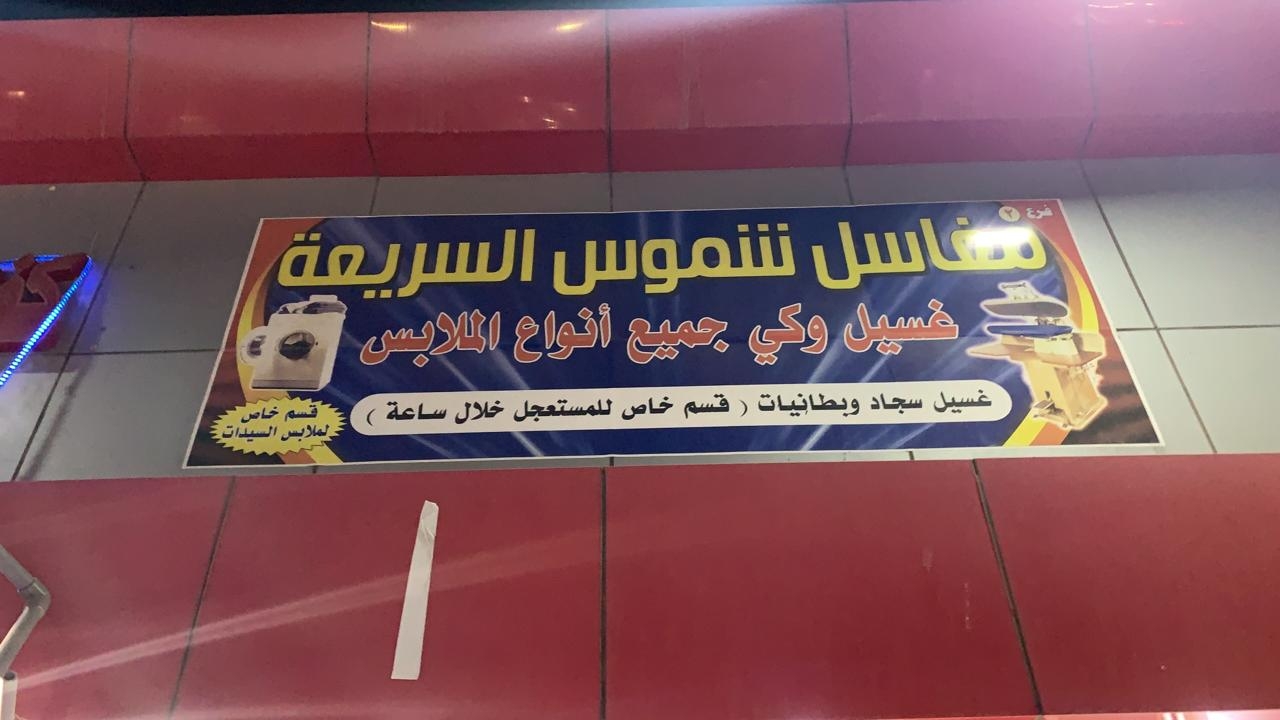 فرع ٢
مغاسل شموس السريعة
غسيل وكي جميع أنواع الملابس
غسيل سجاد وبطانيات ( قسم خاص للمستعجل خلال ساعة )
قسم خاص
لملابس السيدات